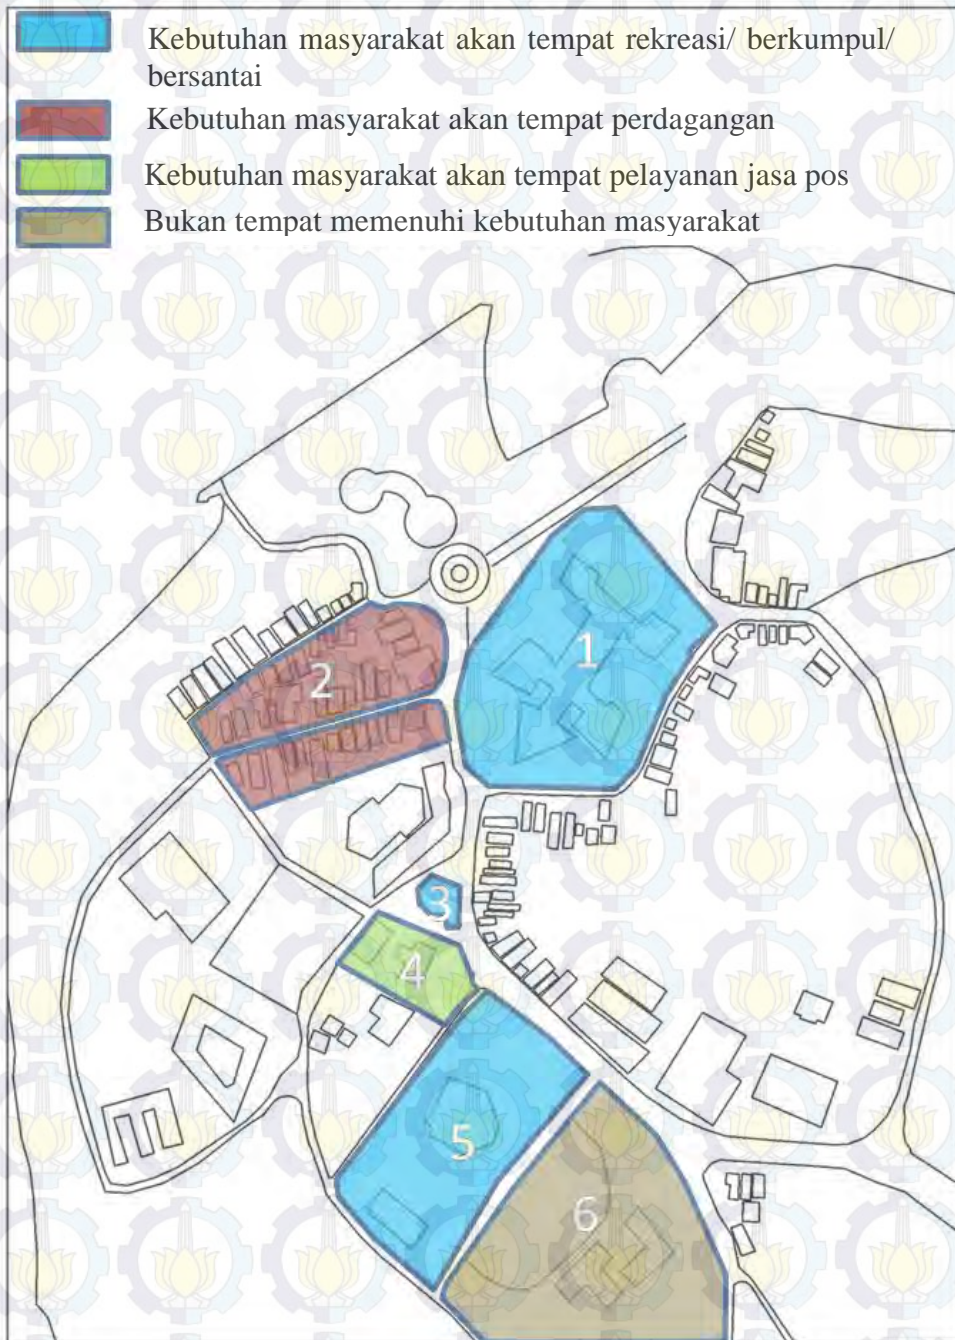 Kebutuhan masyarakat akan tempat rekreasi/ berkumpul/
bersantai
Kebutuhan masyarakat akan tempat perdagangan
Kebutuhan masyarakat akan tempat pelayanan jasa pos
Bukan tempat memenuhi kebutuhan masyarakat
1
2
3
4
5
6